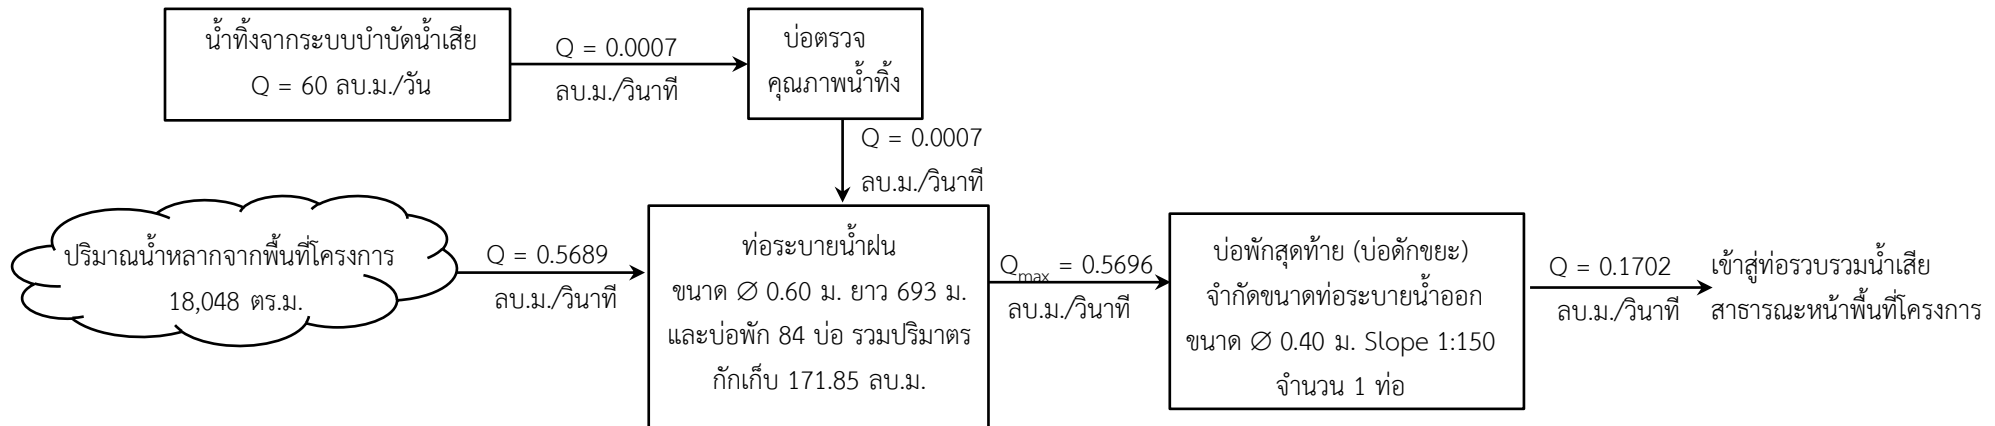 น้ำทิ้งจากระบบบำบัดน้ำเสีย
Q = 60 ลบ.ม./วัน
Q = 0.0007
ลบ.ม./วินาที
บ่อตรวจ
คุณภาพน้ำทิ้ง
Q = 0.0007
ลบ.ม./วินาที
ปริมาณน้ำหลากจากพื้นที่โครงการ
18,048 ตร.ม.
Q = 0.5689
ลบ.ม./วินาที
ท่อระบายน้ำฝน
ขนาด Ø 0.60 ม. ยาว 693 ม.
และบ่อพัก 84 บ่อ รวมปริมาตร
กักเก็บ 171.85 ลบ.ม.
Qmax = 0.5696
ลบ.ม./วินาที
บ่อพักสุดท้าย (บ่อดักขยะ)
จำกัดขนาดท่อระบายน้ำออก
ขนาด Ø 0.40 ม. Slope 1:150
จำนวน 1 ท่อ
Q = 0.1702
ลบ.ม./วินาที
เข้าสู่ท่อรวบรวมน้ำเสีย
สาธารณะหน้าพื้นที่โครงการ